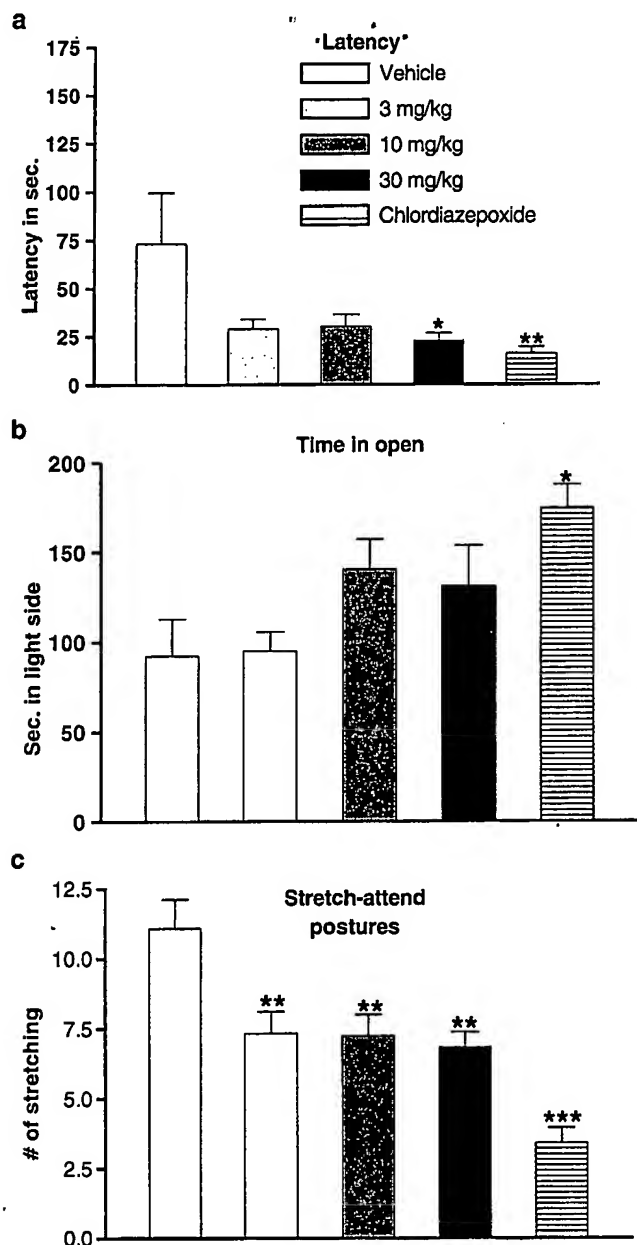 a
Latency
Vehicle
3 mg/kg
10 mg/kg
30 mg/kg
Chlordiazepoxide
Latency in sec.
175
150
125
100
75
50
25
0
*
**
b
Time in open
Sec. in light side
200
150
100
50
0
*
c
Stretch-attend
postures
# of stretching
12.5
10.0
7.5
5.0
2.5
0.0
**
**
**
***